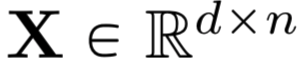 𝐗 ∈ ℝ^{d×n}